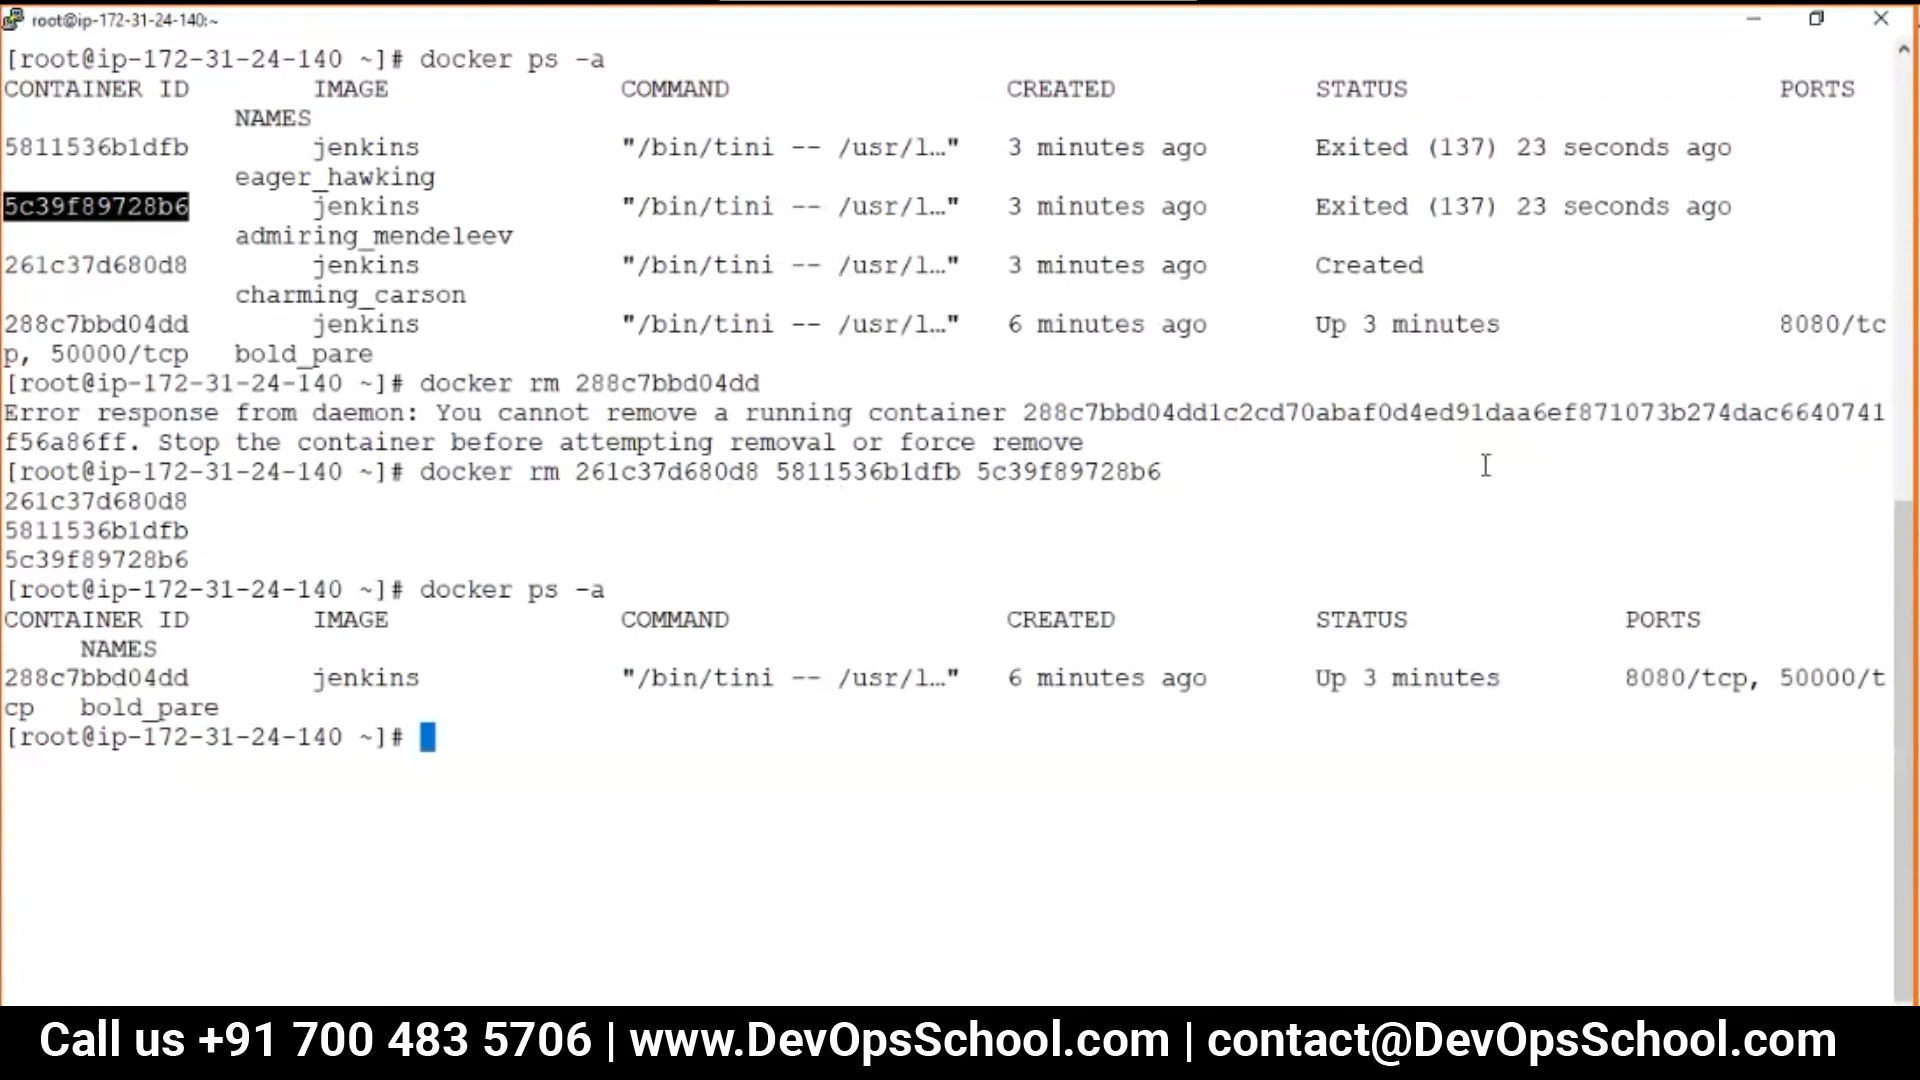 root@ip-172-31-24-140:~
[root@ip-172-31-24-140 ~]# docker ps -a
CONTAINER ID        IMAGE               COMMAND                  CREATED             STATUS                        PORTS
               NAMES
5811536b1dfb        jenkins             "/bin/tini -- /usr/l…"   3 minutes ago       Exited (137) 23 seconds ago
               eager_hawking
5c39f89728b6        jenkins             "/bin/tini -- /usr/l…"   3 minutes ago       Exited (137) 23 seconds ago
               admiring_mendeleev
261c37d680d8        jenkins             "/bin/tini -- /usr/l…"   3 minutes ago       Created
               charming_carson
288c7bbd04dd        jenkins             "/bin/tini -- /usr/l…"   6 minutes ago       Up 3 minutes                  8080/tc
p, 50000/tcp   bold_pare
[root@ip-172-31-24-140 ~]# docker rm 288c7bbd04dd
Error response from daemon: You cannot remove a running container 288c7bbd04dd1c2cd70abaf0d4ed91daa6ef871073b274dac6640741
f56a86ff. Stop the container before attempting removal or force remove
[root@ip-172-31-24-140 ~]# docker rm 261c37d680d8 5811536b1dfb 5c39f89728b6
261c37d680d8
5811536b1dfb
5c39f89728b6
[root@ip-172-31-24-140 ~]# docker ps -a
CONTAINER ID        IMAGE               COMMAND                  CREATED             STATUS              PORTS
     NAMES
288c7bbd04dd        jenkins             "/bin/tini -- /usr/l…"   6 minutes ago       Up 3 minutes        8080/tcp, 50000/t
cp   bold_pare
[root@ip-172-31-24-140 ~]#
Call us +91 700 483 5706 | www.DevOpsSchool.com | contact@DevOpsSchool.com